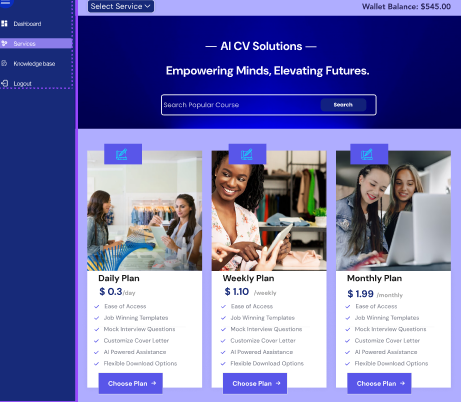 Select Service
Wallet Balance: $545.00
Dashboard
Services
Knowledgebase
Logout
— AI CV Solutions —
Empowering Minds, Elevating Futures.
Search Popular Course
Search
Daily Plan
$ 0.3/day
Ease of Access
Job Winning Templates
Mock Interview Questions
Customize Cover Letter
AI Powered Assistance
Flexible Download Options
Choose Plan →
Weekly Plan
$ 1.10 /weekly
Ease of Access
Job Winning Templates
Mock Interview Questions
Customize Cover Letter
AI Powered Assistance
Flexible Download Options
Choose Plan →
Monthly Plan
$ 1.99 /monthly
Ease of Access
Job Winning Templates
Mock Interview Questions
Customize Cover Letter
AI Powered Assistance
Flexible Download Options
Choose Plan →